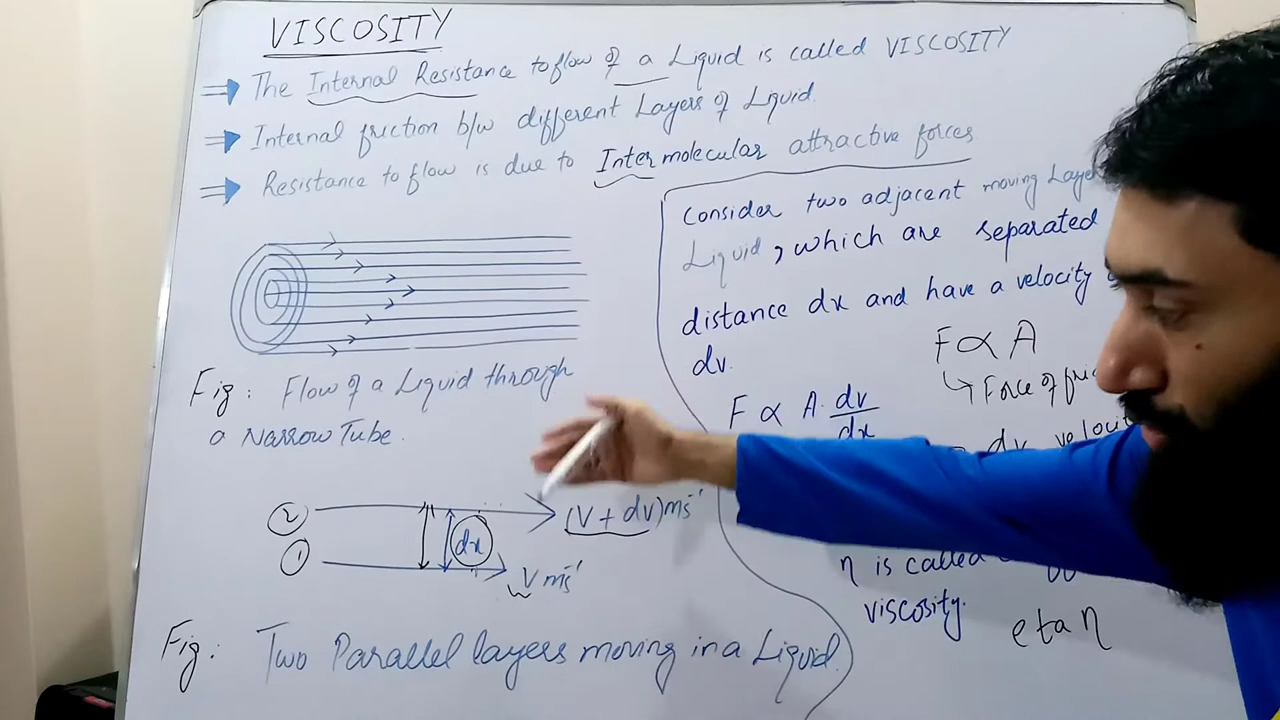 VISCOSITY
⇒ The Internal Resistance to flow of a Liquid is called VISCOSITY
⇒ Internal friction b/w different Layers of Liquid.
⇒ Resistance to flow is due to Intermolecular attractive forces
Fig: Flow of a Liquid through
a Narrow Tube.
② (V + dv)ms⁻¹
dx
① V ms⁻¹
Fig: Two Parallel layers moving in a Liquid.
Consider two adjacent moving
Liquid, which are separated
distance dx and have a velocity
dv.
F ∝ A
↳ Force of
F ∝ A. dv/dx
dv
η is called
viscosity.
eta η